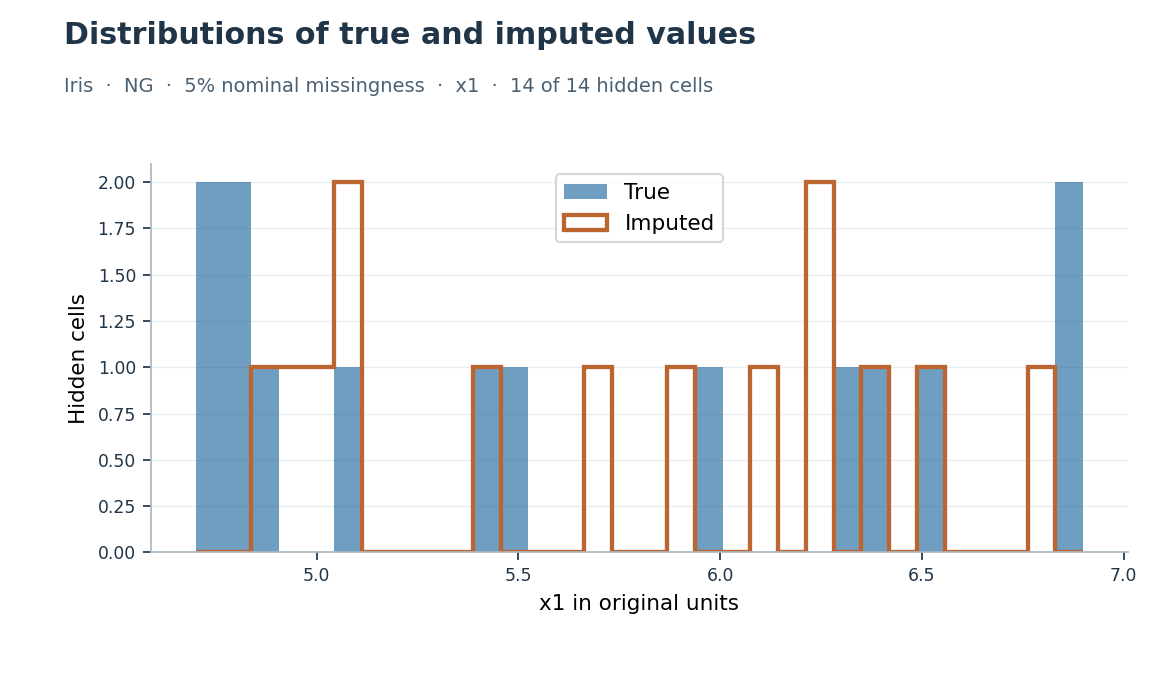 Distributions of true and imputed values
Iris · NG · 5% nominal missingness · x1 · 14 of 14 hidden cells
True
Imputed
2.00
1.75
1.50
1.25
1.00
0.75
0.50
0.25
0.00
Hidden cells
5.0 5.5 6.0 6.5 7.0
x1 in original units